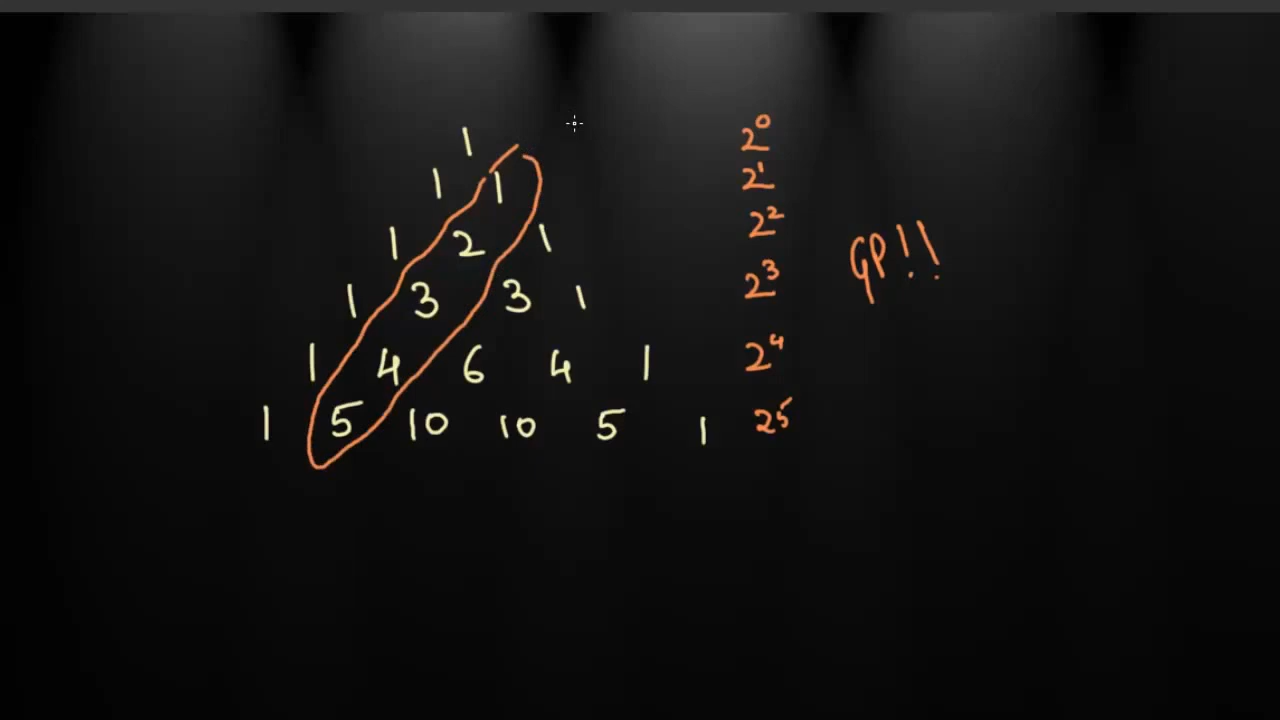 1 2⁰
1 1 2¹
1 2 1 2²
1 3 3 1 2³ GP!!
1 4 6 4 1 2⁴
1 5 10 10 5 1 2⁵